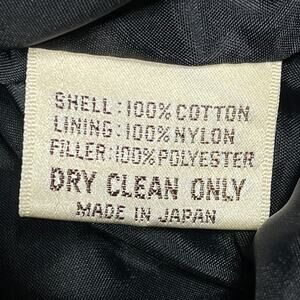 SHELL:100% COTTON
LINING:100% NYLON
FILLER:100% POLYESTER
DRY CLEAN ONLY
MADE IN JAPAN